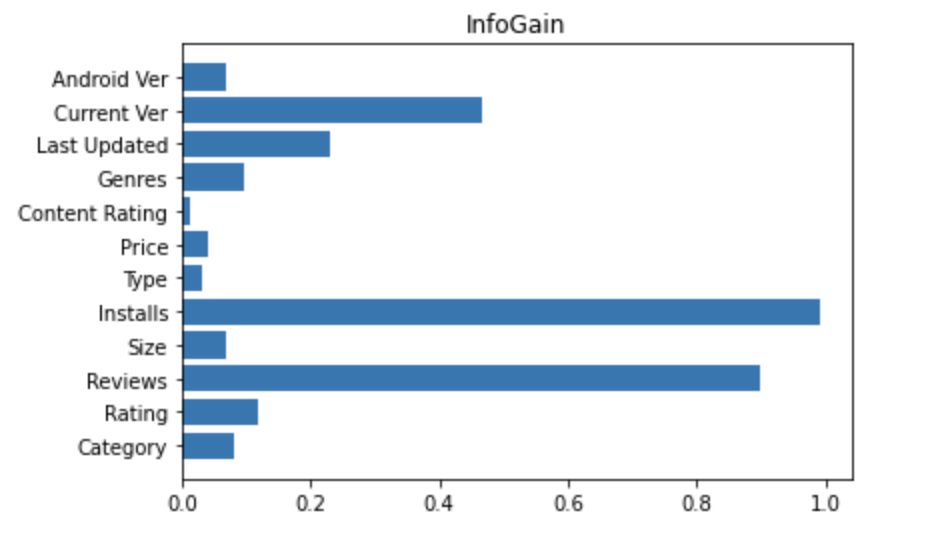 InfoGain
Android Ver
Current Ver
Last Updated
Genres
Content Rating
Price
Type
Installs
Size
Reviews
Rating
Category
0.0 0.2 0.4 0.6 0.8 1.0